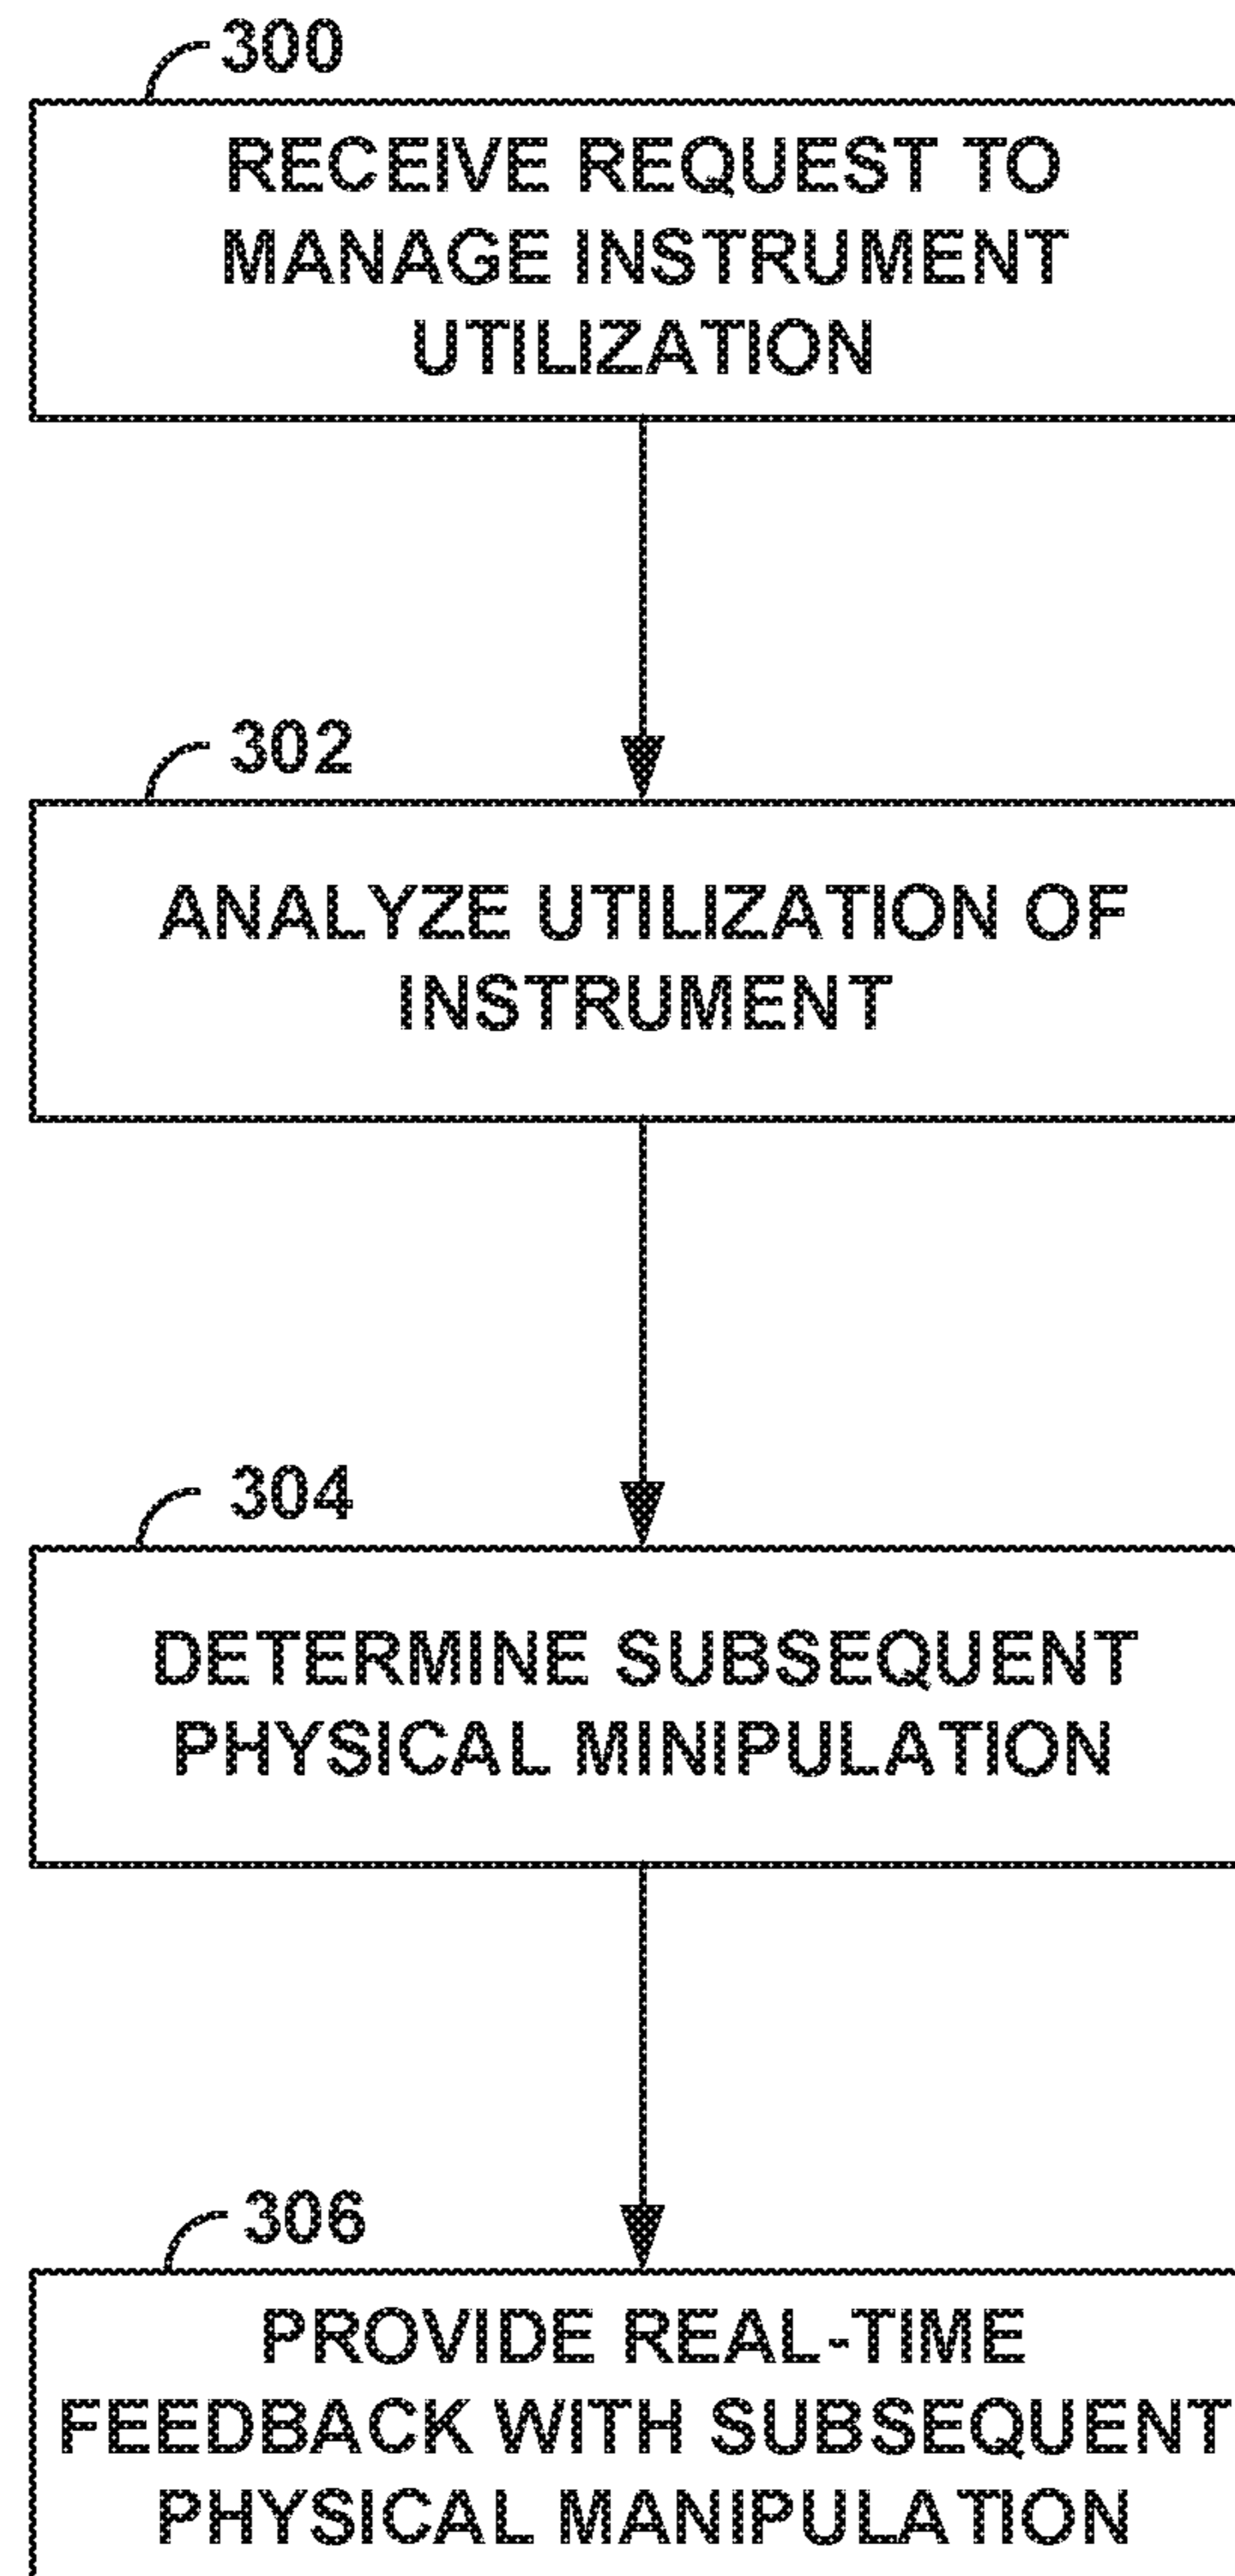 300
RECEIVE REQUEST TO
MANAGE INSTRUMENT
UTILIZATION
302
ANALYZE UTILIZATION OF
INSTRUMENT
304
DETERMINE SUBSEQUENT
PHYSICAL MINIPULATION
306
PROVIDE REAL-TIME
FEEDBACK WITH SUBSEQUENT
PHYSICAL MANIPULATION